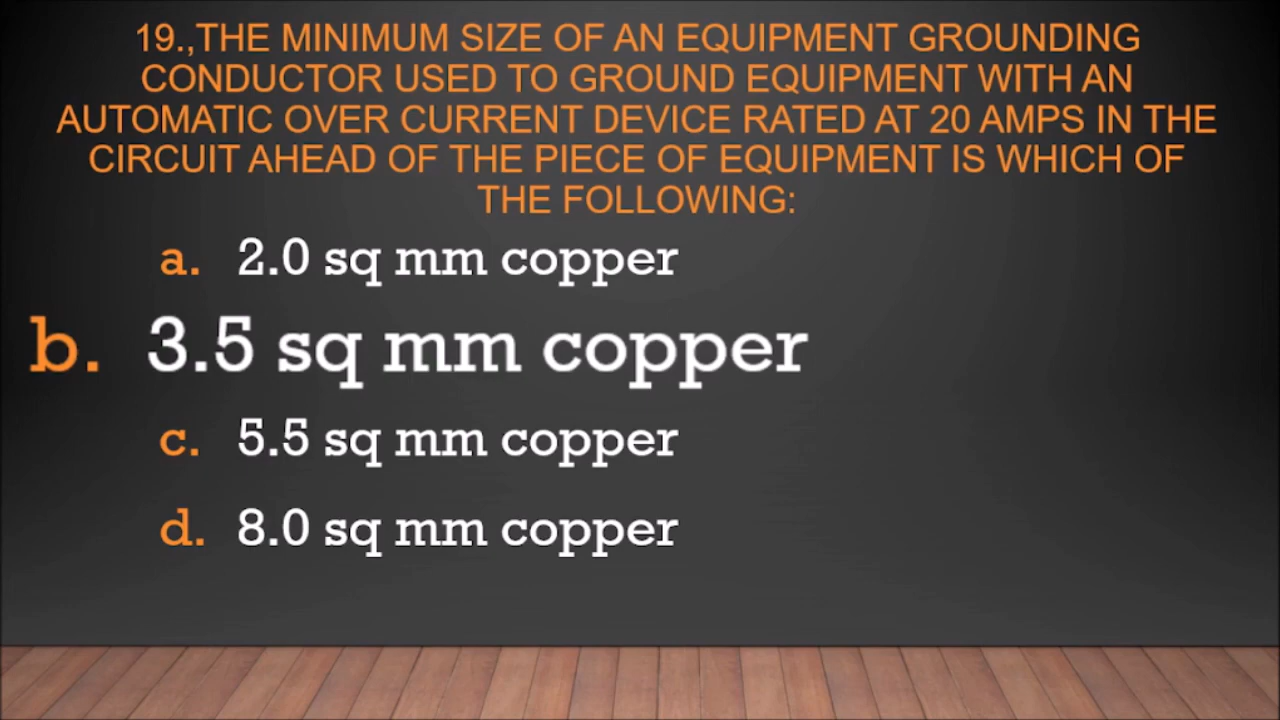 19.,THE MINIMUM SIZE OF AN EQUIPMENT GROUNDING
CONDUCTOR USED TO GROUND EQUIPMENT WITH AN
AUTOMATIC OVER CURRENT DEVICE RATED AT 20 AMPS IN THE
CIRCUIT AHEAD OF THE PIECE OF EQUIPMENT IS WHICH OF
THE FOLLOWING:
a. 2.0 sq mm copper
b. 3.5 sq mm copper
c. 5.5 sq mm copper
d. 8.0 sq mm copper